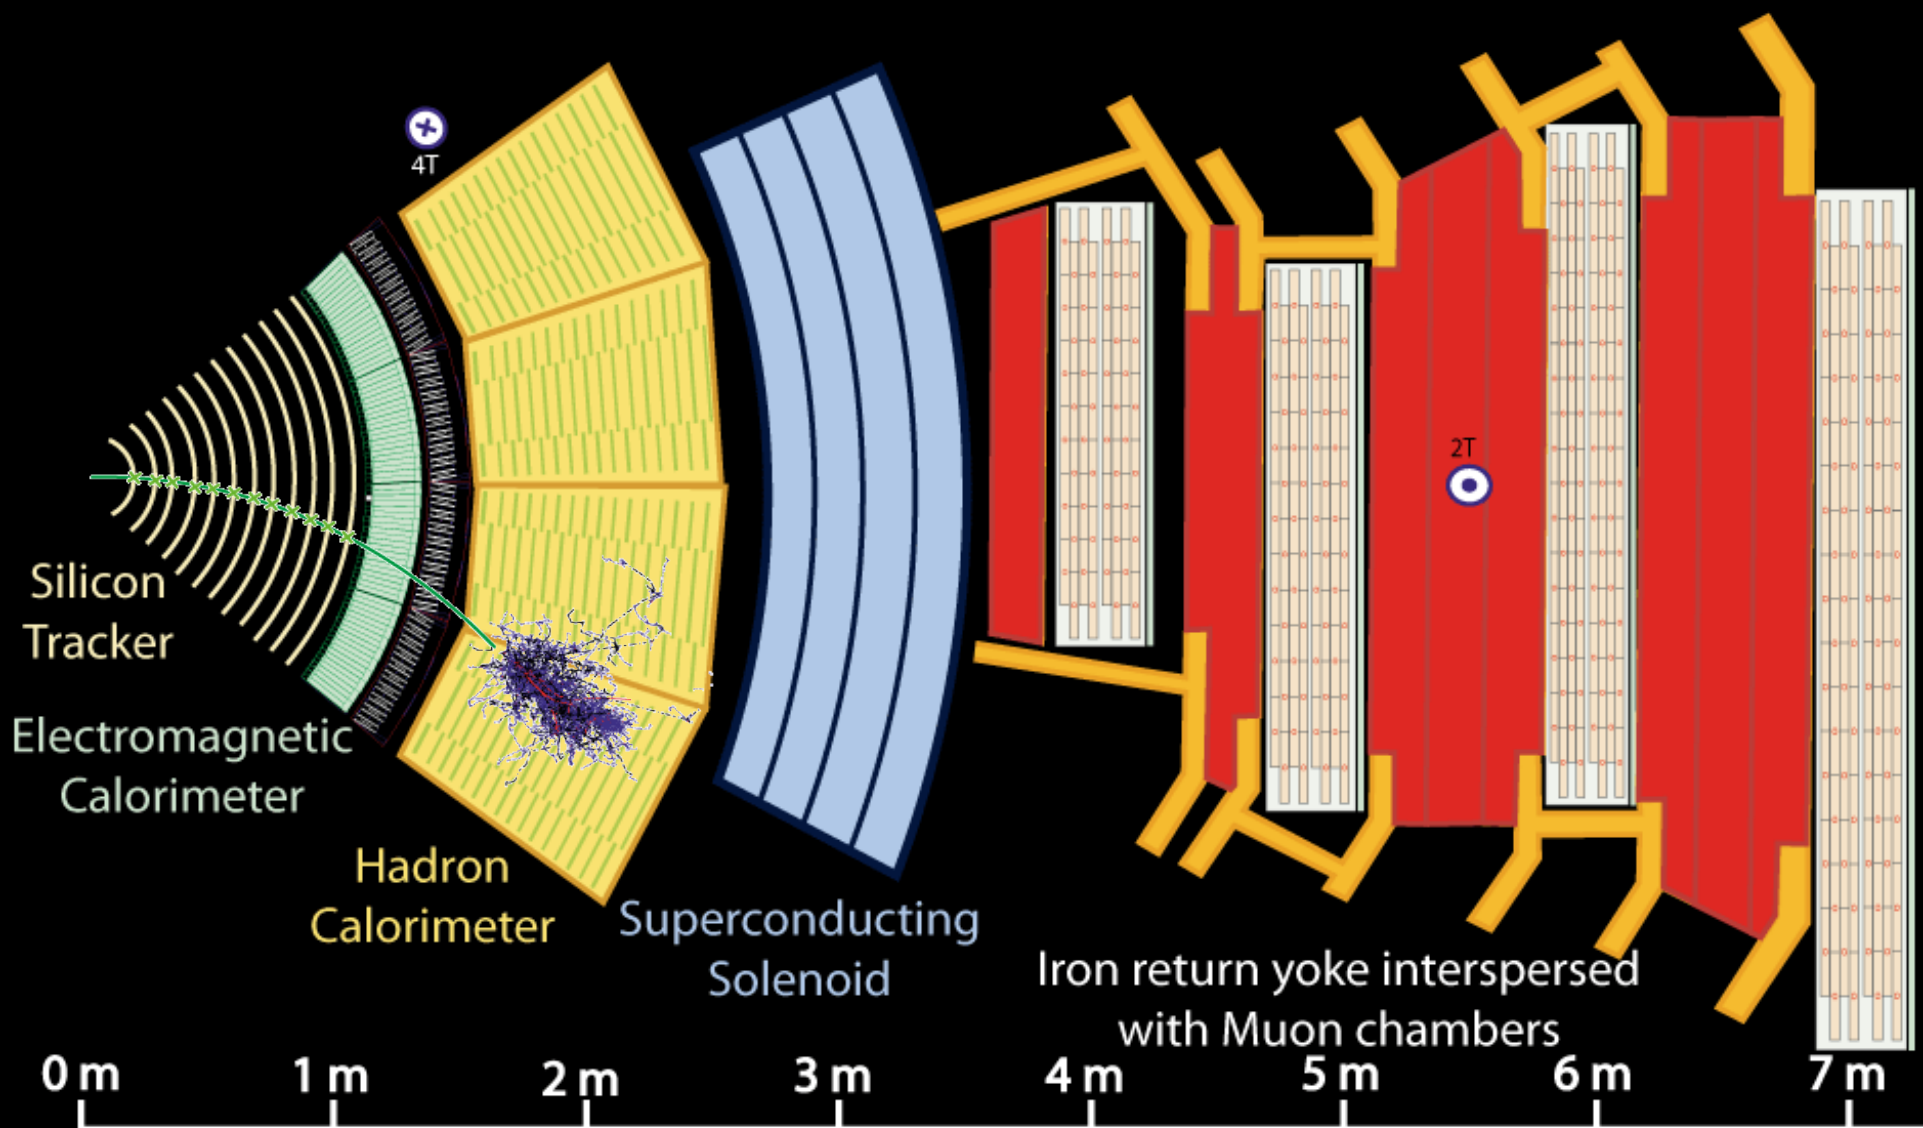 4T
2T
Silicon
Tracker
Electromagnetic
Calorimeter
Hadron
Calorimeter
Superconducting
Solenoid
Iron return yoke interspersed
with Muon chambers
0 m 1 m 2 m 3 m 4 m 5 m 6 m 7 m